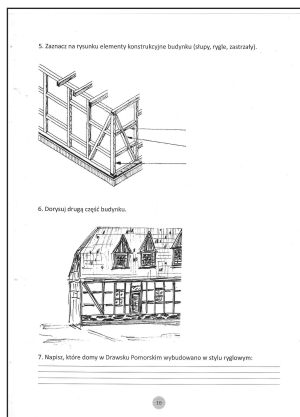 5. Zaznacz na rysunku elementy konstrukcyjne budynku (słupy, rygle, zastrzały).
6. Dorysuj drugą część budynku.
7. Napisz, które domy w Drawsku Pomorskim wybudowano w stylu ryglowym: